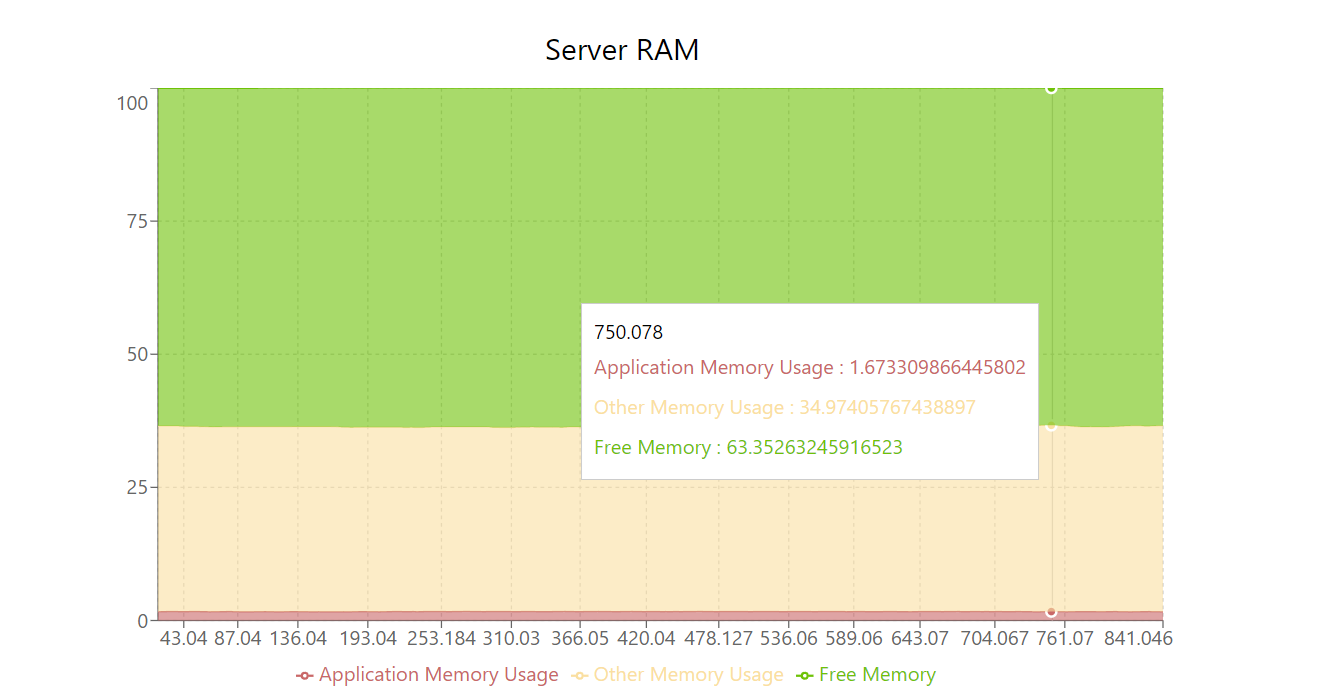 Server RAM
100
75
50
25
0
750.078
Application Memory Usage : 1.673309866445802
Other Memory Usage : 34.97405767438897
Free Memory : 63.35263245916523
43.04 87.04 136.04 193.04 253.184 310.03 366.05 420.04 478.127 536.06 589.06 643.07 704.067 761.07 841.046
Application Memory Usage Other Memory Usage Free Memory